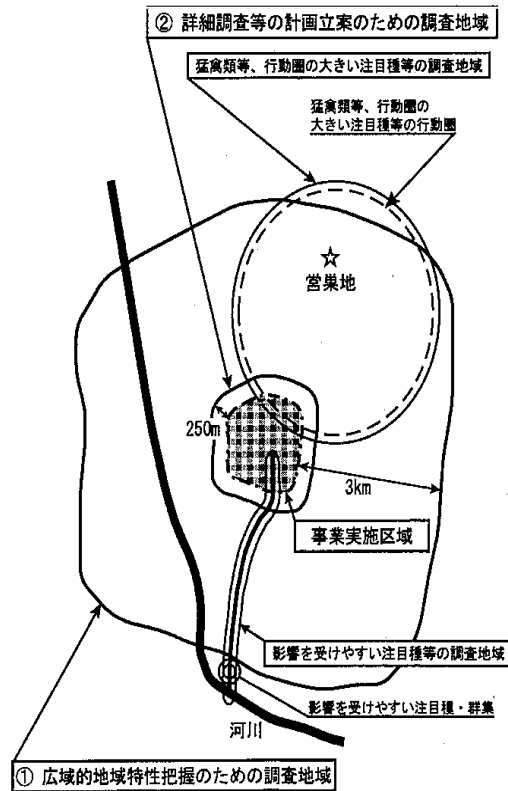 ② 詳細調査等の計画立案のための調査地域
猛禽類等、行動圏の大きい注目種等の調査地域
猛禽類等、行動圏の
大きい注目種等の行動圏
営巣地
250m
3km
事業実施区域
影響を受けやすい注目種等の調査地域
影響を受けやすい注目種・群集
河川
① 広域的地域特性把握のための調査地域